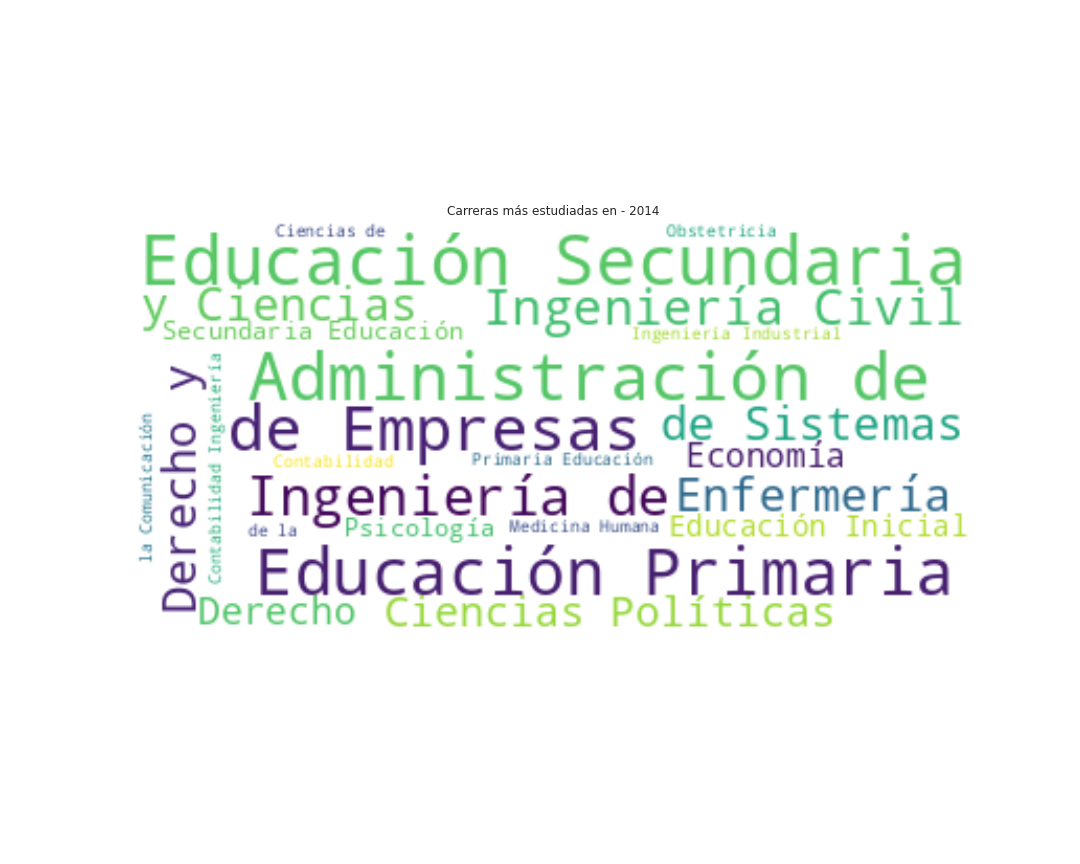 Carreras más estudiadas en - 2014
Ciencias de
Obstetricia
Educación Secundaria
y Ciencias
Ingeniería Civil
Secundaria Educación
Ingeniería Industrial
Administración de
Derecho y
Contabilidad Ingeniería
la Comunicación
de Empresas
de Sistemas
Contabilidad
Primaria Educación
Economía
Ingeniería de
Enfermería
de la
Psicología
Medicina Humana
Educación Inicial
Educación Primaria
Derecho
Ciencias Políticas